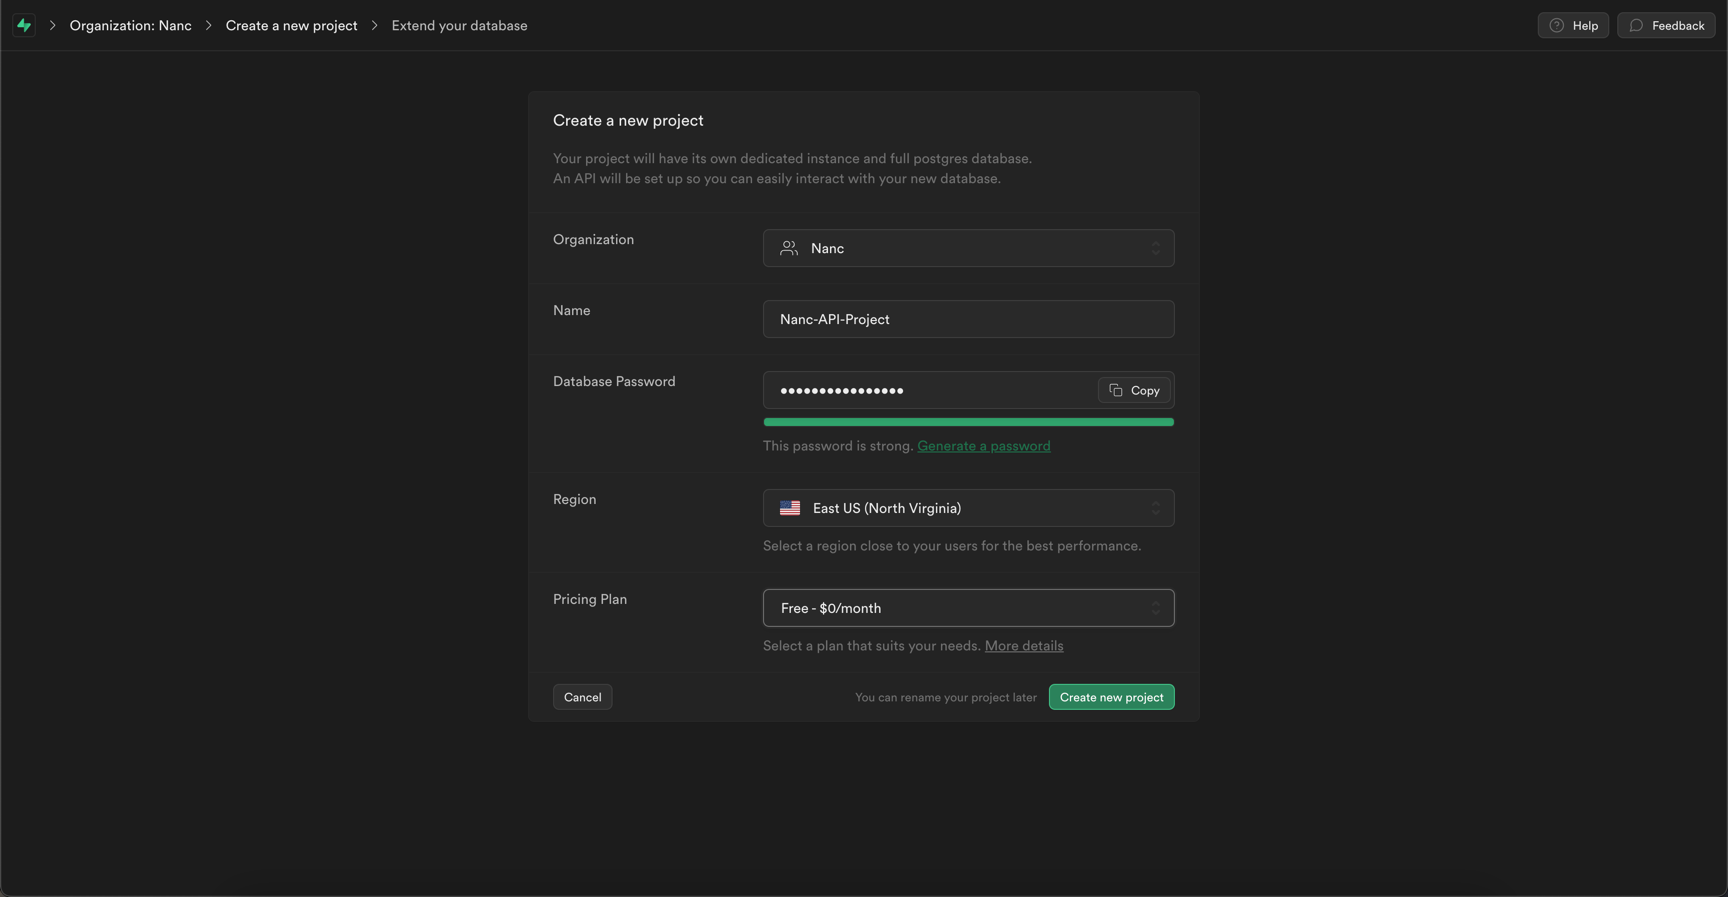 Organization: Nanc
Create a new project
Extend your database
Help
Feedback
Create a new project
Your project will have its own dedicated instance and full postgres database.
An API will be set up so you can easily interact with your new database.
Organization
Nanc
Name
Nanc-API-Project
Database Password
••••••••••••••••
Copy
This password is strong. Generate a password
Region
East US (North Virginia)
Select a region close to your users for the best performance.
Pricing Plan
Free - $0/month
Select a plan that suits your needs. More details
Cancel
You can rename your project later
Create new project